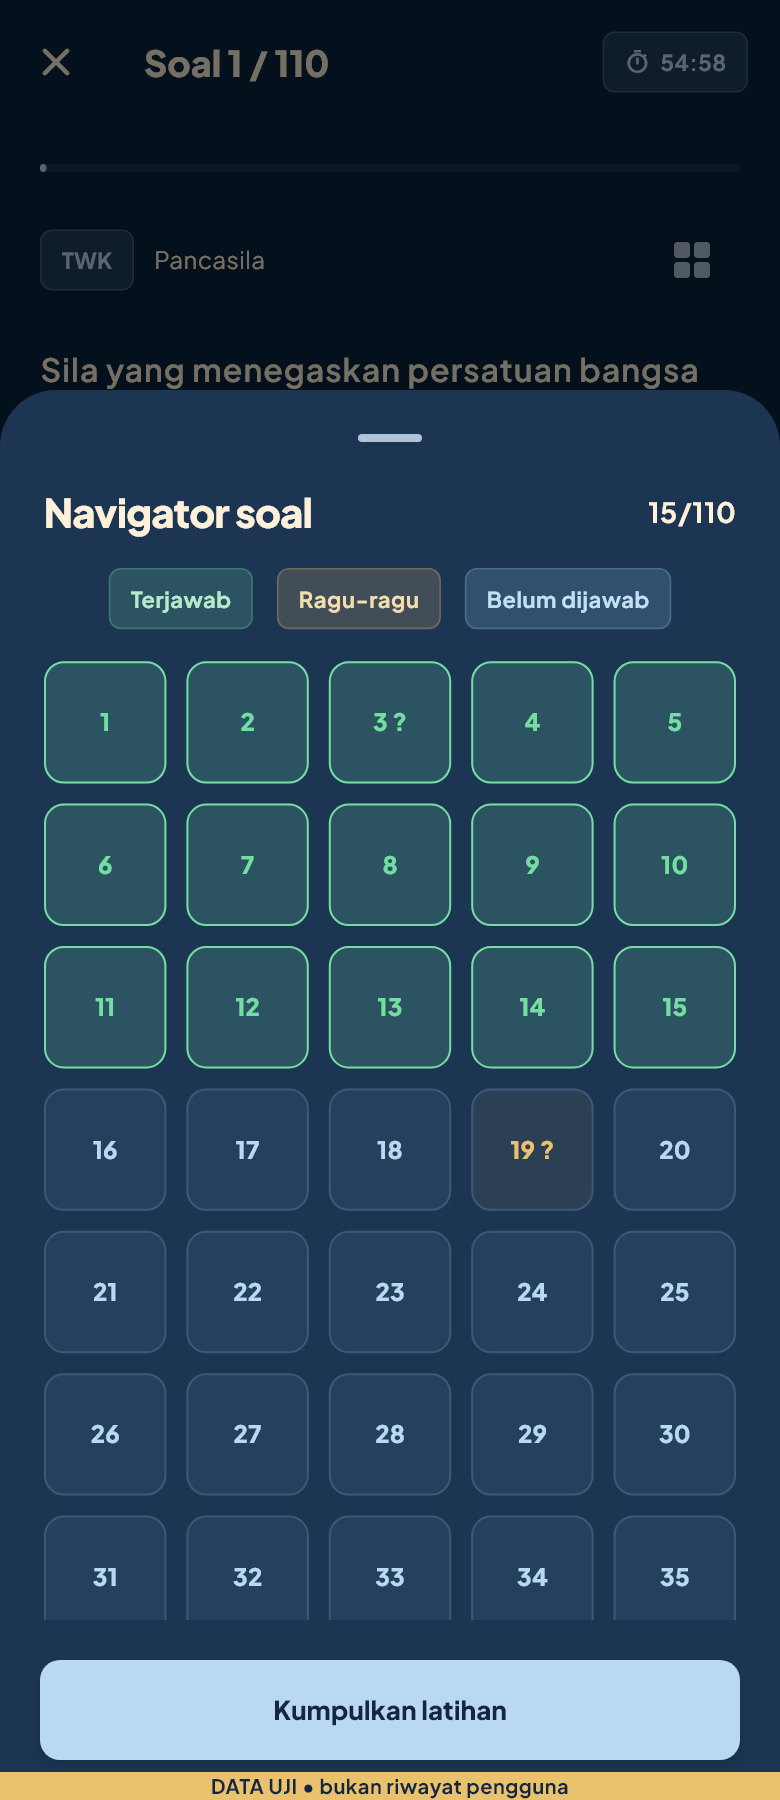 Soal 1 / 110
54:58
TWK Pancasila
Sila yang menegaskan persatuan bangsa
Navigator soal 15/110
Terjawab Ragu-ragu Belum dijawab
1 2 3 ? 4 5
6 7 8 9 10
11 12 13 14 15
16 17 18 19 ? 20
21 22 23 24 25
26 27 28 29 30
31 32 33 34 35
Kumpulkan latihan
DATA UJI • bukan riwayat pengguna